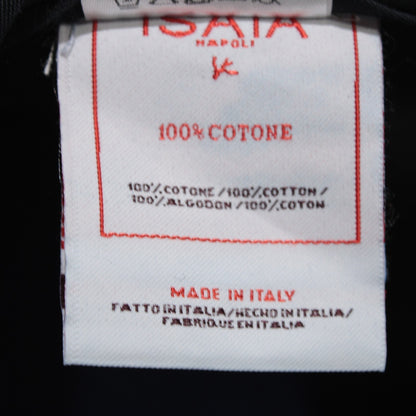 ISAIA
NAPOLI
100% COTONE
100% COTONE / 100% COTTON /
100% ALGODON / 100% COTON
MADE IN ITALY
FATTO IN ITALIA/HECHO EN ITALIA/
FABRIQUE EN ITALIA